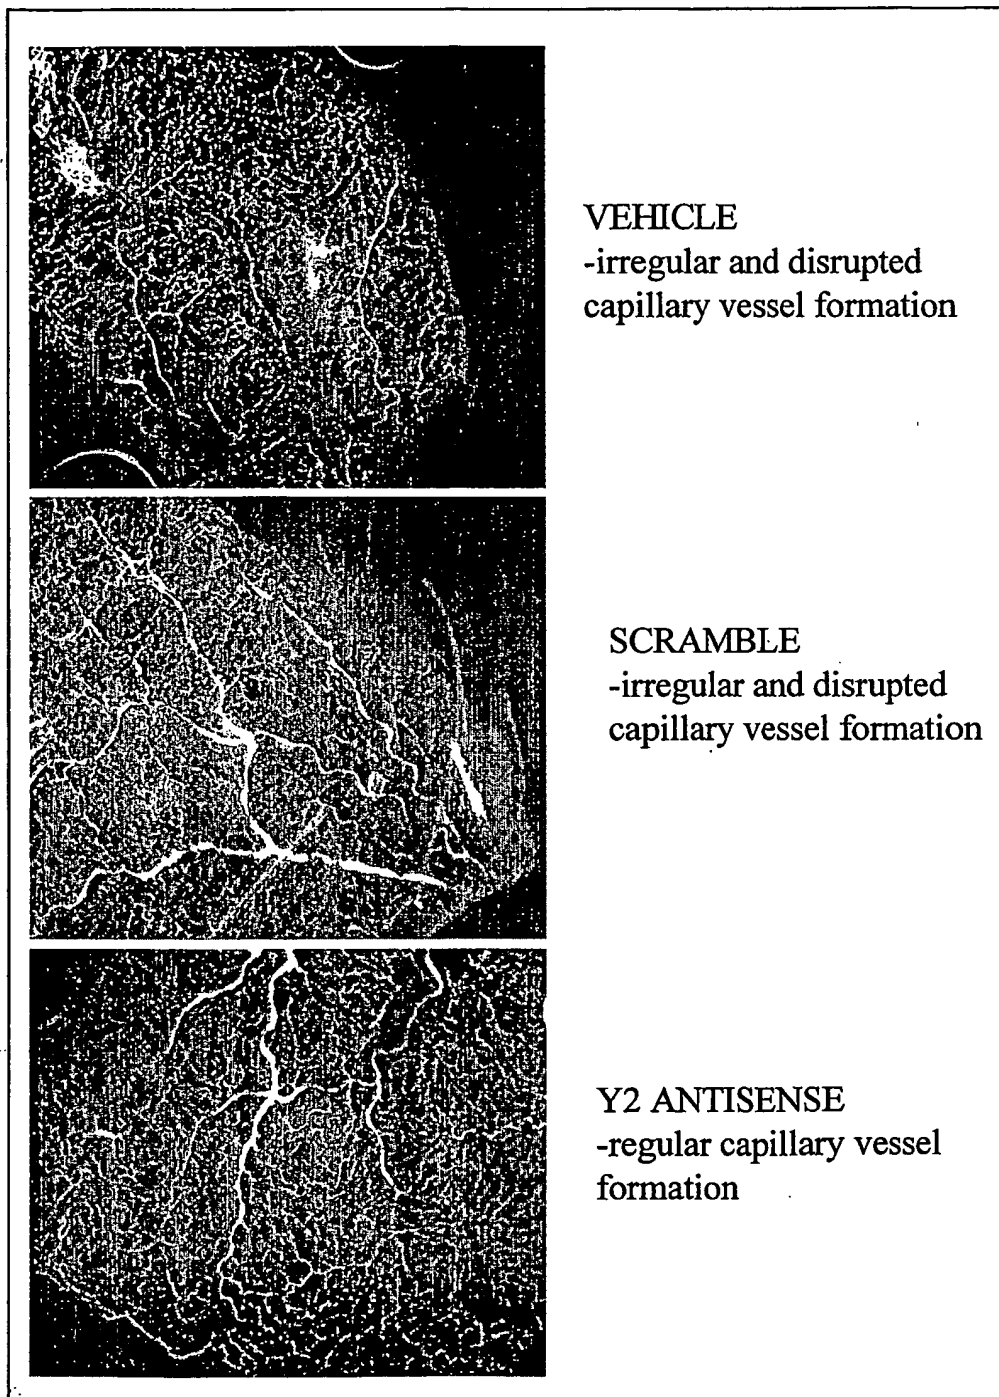 VEHICLE
-irregular and disrupted
capillary vessel formation
SCRAMBLE
-irregular and disrupted
capillary vessel formation
Y2 ANTISENSE
-regular capillary vessel
formation